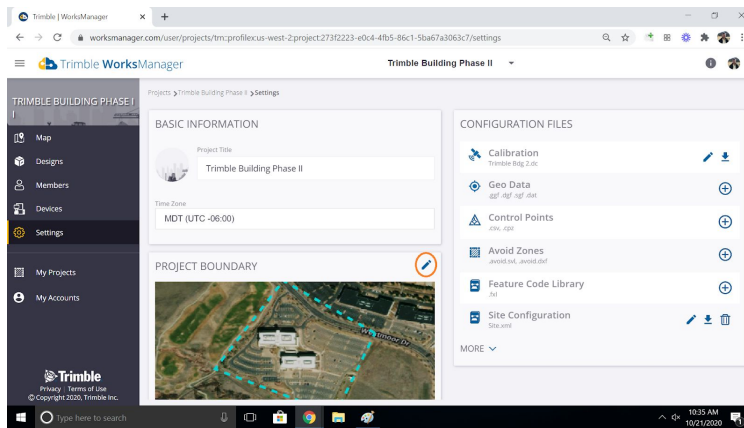 Trimble | WorksManager
worksmanager.com/user/projects/trn::profilex:us-west-2:project:273f2223-e0c4-4fb5-86c1-5ba67a3063c7/settings
Trimble WorksManager
Trimble Building Phase II
TRIMBLE BUILDING PHASE I
I
Map
Designs
Members
Devices
Settings
My Projects
My Accounts
Trimble
Privacy | Terms of Use
© Copyright 2020, Trimble Inc.
Projects > Trimble Building Phase II > Settings
BASIC INFORMATION
Project Title
Trimble Building Phase II
Time Zone
MDT (UTC -06:00)
PROJECT BOUNDARY
Westmoor Dr
CONFIGURATION FILES
Calibration
Trimble Bdg 2.dc
Geo Data
.ggf .dgf .sgf .dat
Control Points
.csv, .cpz
Avoid Zones
.avoid.svl, .avoid.dxf
Feature Code Library
.fxl
Site Configuration
Site.xml
MORE
Type here to search
10:35 AM
10/21/2020